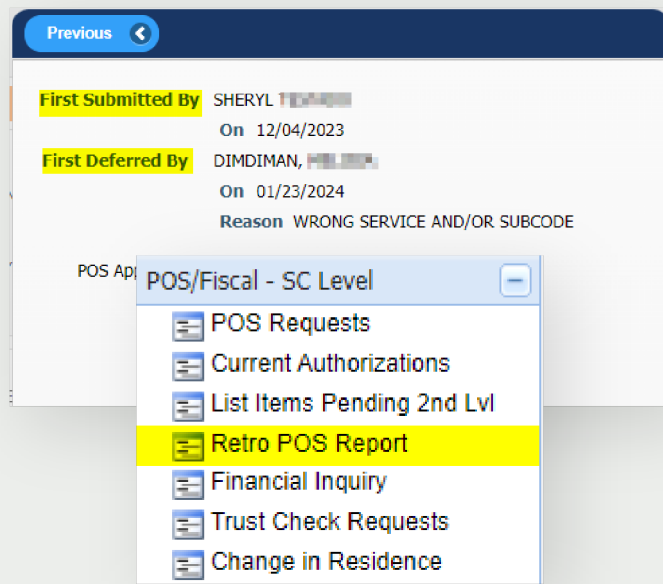 Previous
First Submitted By SHERYL
On 12/04/2023
First Deferred By DIMDIMAN,
On 01/23/2024
Reason WRONG SERVICE AND/OR SUBCODE
POS App
POS/Fiscal - SC Level
POS Requests
Current Authorizations
List Items Pending 2nd Lvl
Retro POS Report
Financial Inquiry
Trust Check Requests
Change in Residence